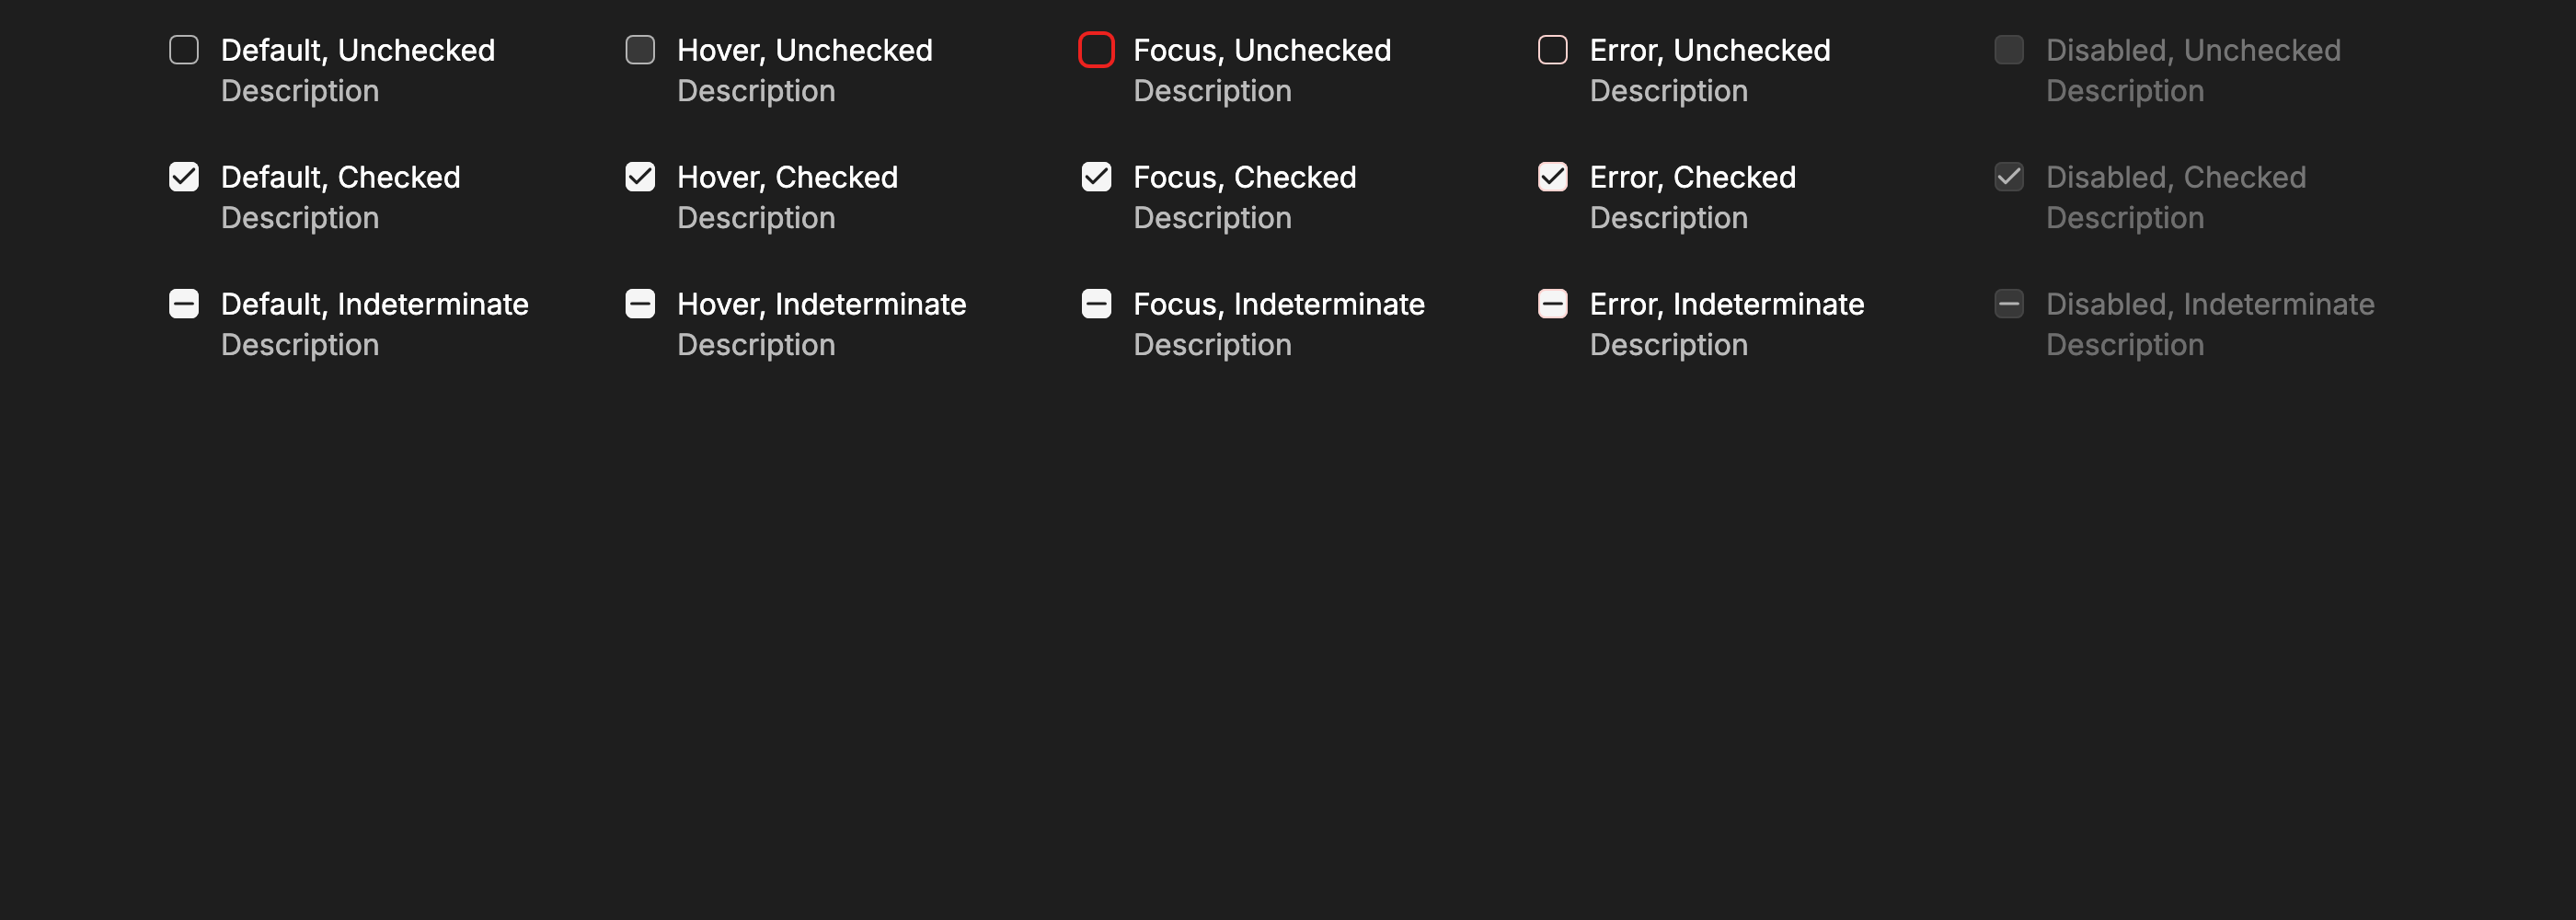 Default, Unchecked
Description
Hover, Unchecked
Description
Focus, Unchecked
Description
Error, Unchecked
Description
Disabled, Unchecked
Description
Default, Checked
Description
Hover, Checked
Description
Focus, Checked
Description
Error, Checked
Description
Disabled, Checked
Description
Default, Indeterminate
Description
Hover, Indeterminate
Description
Focus, Indeterminate
Description
Error, Indeterminate
Description
Disabled, Indeterminate
Description